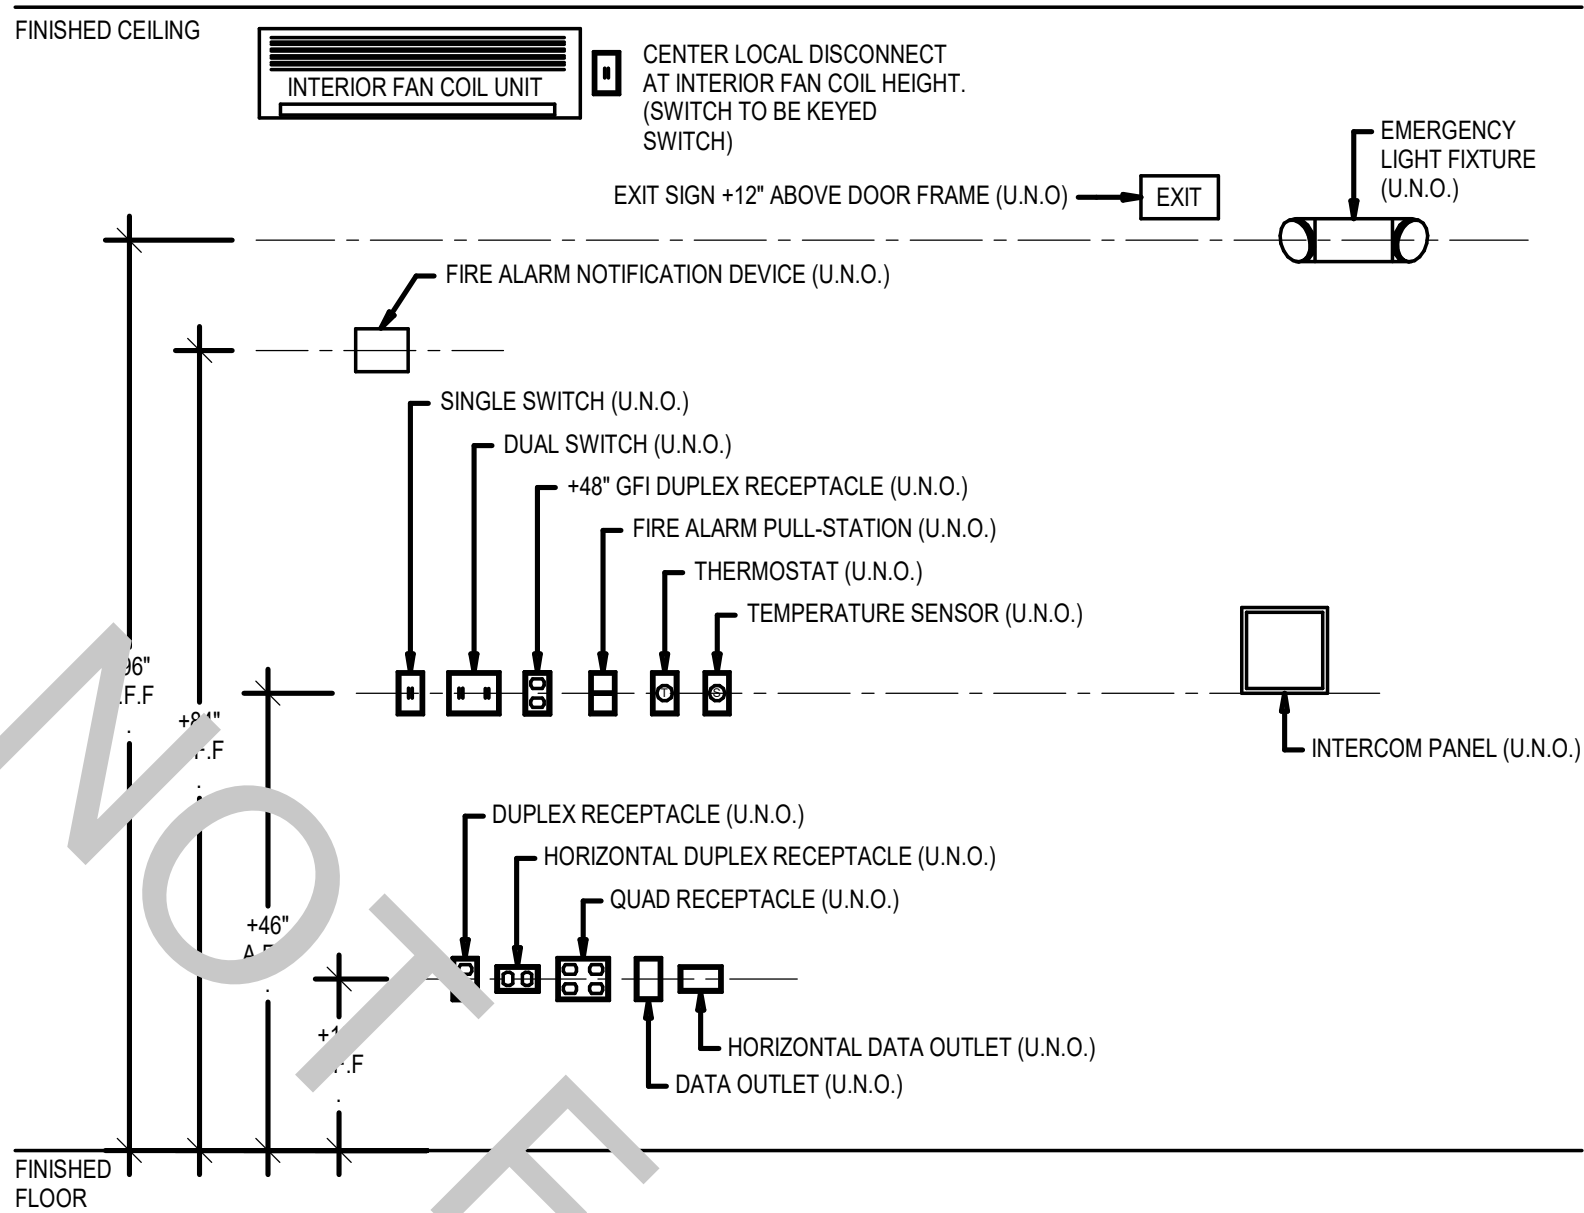 FINISHED CEILING
INTERIOR FAN COIL UNIT
CENTER LOCAL DISCONNECT
AT INTERIOR FAN COIL HEIGHT.
(SWITCH TO BE KEYED
SWITCH)
EMERGENCY
LIGHT FIXTURE
(U.N.O.)
EXIT SIGN +12" ABOVE DOOR FRAME (U.N.O)
EXIT
FIRE ALARM NOTIFICATION DEVICE (U.N.O.)
SINGLE SWITCH (U.N.O.)
DUAL SWITCH (U.N.O.)
+48" GFI DUPLEX RECEPTACLE (U.N.O.)
FIRE ALARM PULL-STATION (U.N.O.)
THERMOSTAT (U.N.O.)
TEMPERATURE SENSOR (U.N.O.)
T
S
96"
.F.F
.
+84"
.F.F
.
INTERCOM PANEL (U.N.O.)
DUPLEX RECEPTACLE (U.N.O.)
HORIZONTAL DUPLEX RECEPTACLE (U.N.O.)
QUAD RECEPTACLE (U.N.O.)
+46"
.
.F.F
.
HORIZONTAL DATA OUTLET (U.N.O.)
DATA OUTLET (U.N.O.)
FINISHED
FLOOR
NOTE